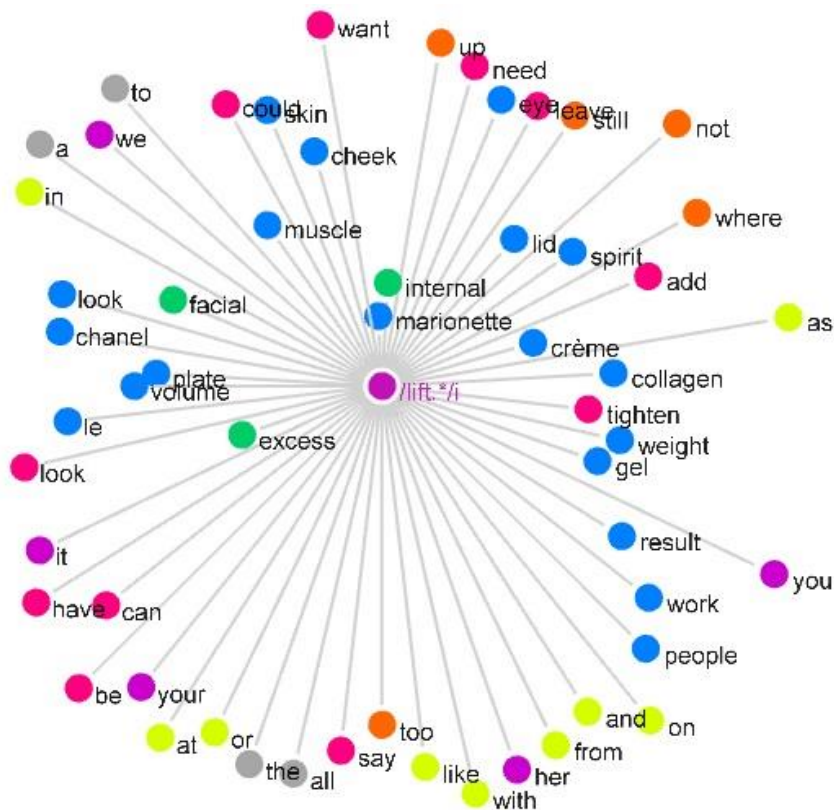 want
up
need
to
could
skin
eye
leave
still
we
not
a
cheek
in
where
muscle
lid
spirit
add
look
facial
internal
chanel
marionette
as
crème
plate
volume
collagen
/lift.*/i
le
tighten
excess
weight
gel
look
result
it
you
have
can
work
people
be
your
and
on
at
or
too
from
the
all
say
like
her
with